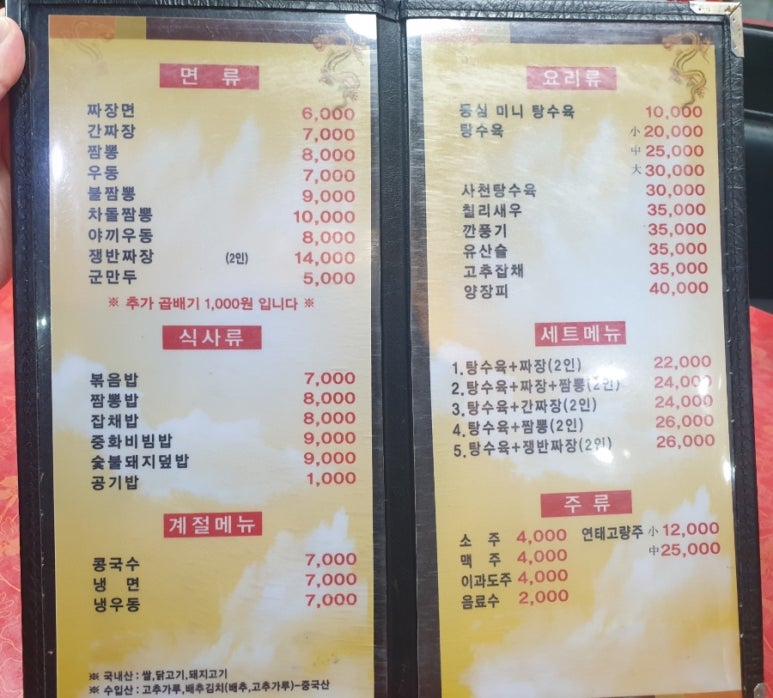 면 류
짜장면 6,000
간짜장 7,000
짬뽕 8,000
우동 7,000
불짬뽕 9,000
차돌짬뽕 10,000
야끼우동 8,000
쟁반짜장 (2인) 14,000
군만두 5,000
※ 추가 곱배기 1,000원 입니다 ※
식사류
볶음밥 7,000
짬뽕밥 8,000
잡채밥 8,000
중화비빔밥 9,000
숯불돼지덮밥 9,000
공기밥 1,000
계절메뉴
콩국수 7,000
냉 면 7,000
냉우동 7,000
※ 국내산 : 쌀,닭고기,돼지고기
※ 수입산 : 고추가루,배추김치(배추,고추가루)-중국산
요리류
등심 미니 탕수육 10,000
탕수육 小 20,000
中 25,000
大 30,000
사천탕수육 30,000
칠리새우 35,000
깐풍기 35,000
유산슬 35,000
고추잡채 35,000
양장피 40,000
세트메뉴
1.탕수육+짜장(2인) 22,000
2.탕수육+짜장+짬뽕(2인) 24,000
3.탕수육+간짜장(2인) 24,000
4.탕수육+짬뽕(2인) 26,000
5.탕수육+쟁반짜장(2인) 26,000
주 류
소 주 4,000 연태고량주 小 12,000
맥 주 4,000 中 25,000
이과도주 4,000
음료수 2,000